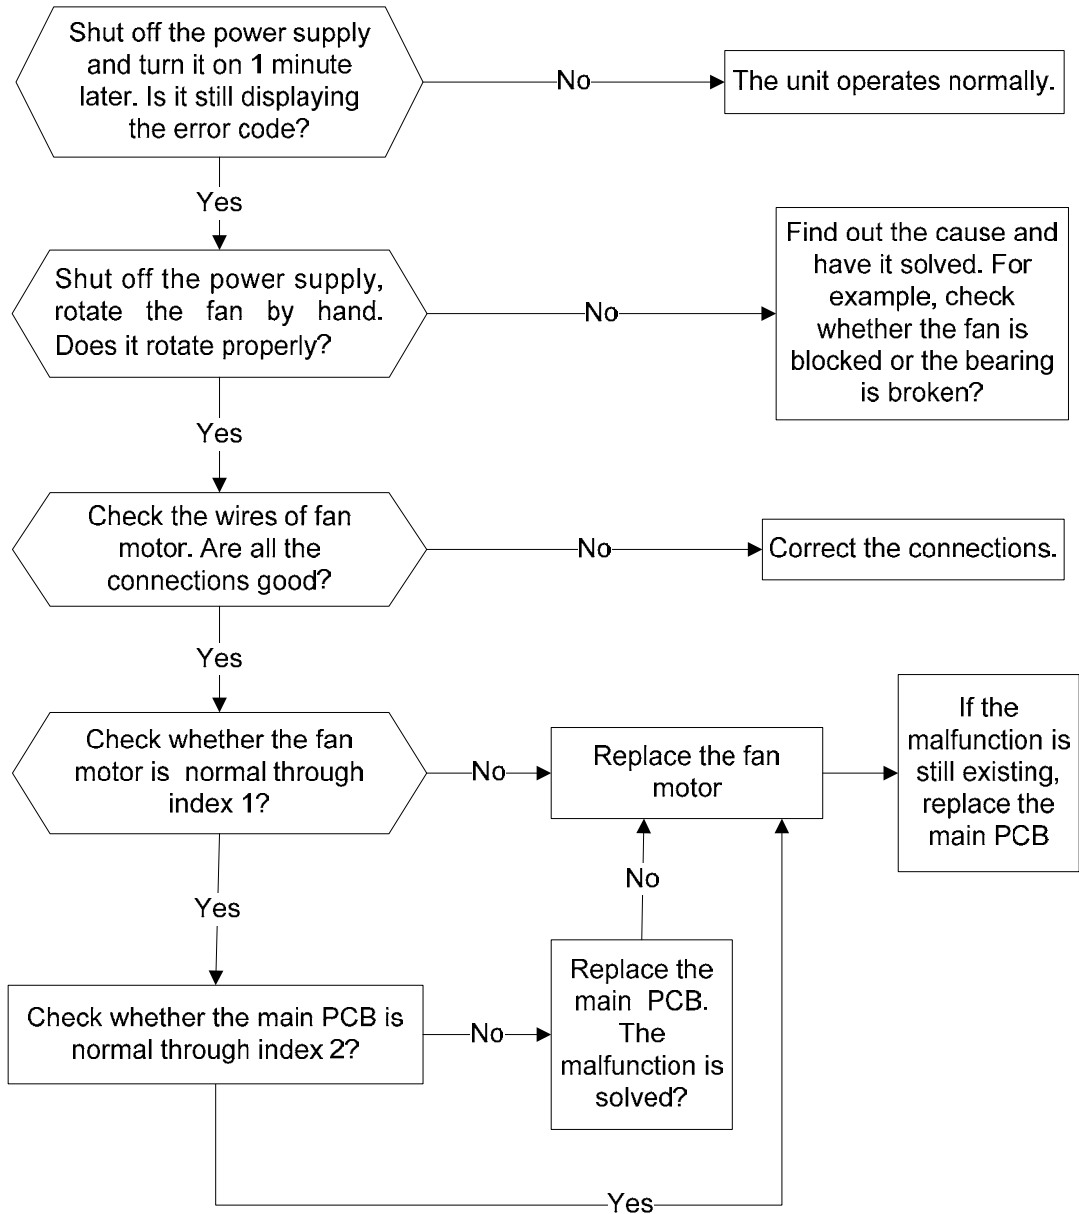 Shut off the power supply
and turn it on 1 minute
later. Is it still displaying
the error code?
No
The unit operates normally.
Yes
Shut off the power supply,
rotate the fan by hand.
Does it rotate properly?
No
Find out the cause and
have it solved. For
example, check
whether the fan is
blocked or the bearing
is broken?
Yes
Check the wires of fan
motor. Are all the
connections good?
No
Correct the connections.
Yes
Check whether the fan
motor is normal through
index 1?
No
Replace the fan
motor
If the
malfunction is
still existing,
replace the
main PCB
Yes
No
Check whether the main PCB is
normal through index 2?
No
Replace the
main PCB.
The
malfunction is
solved?
Yes